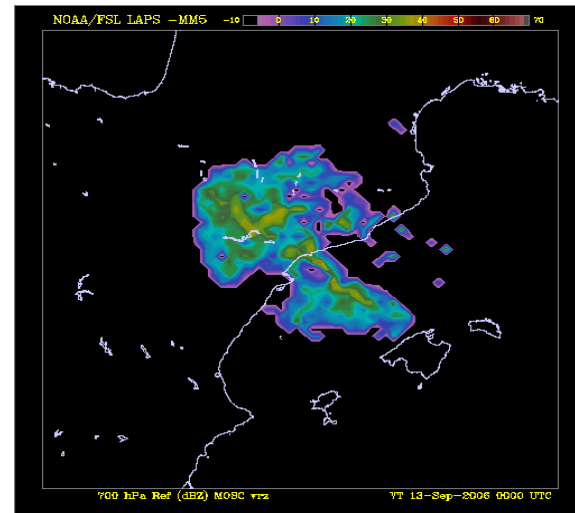 NOAA/FSL LAPS -MM5 -10 0 10 20 30 40 50 60 70
700 hPa Ref (dBZ) MOSC vrz VT 13-Sep-2006 0000 UTC